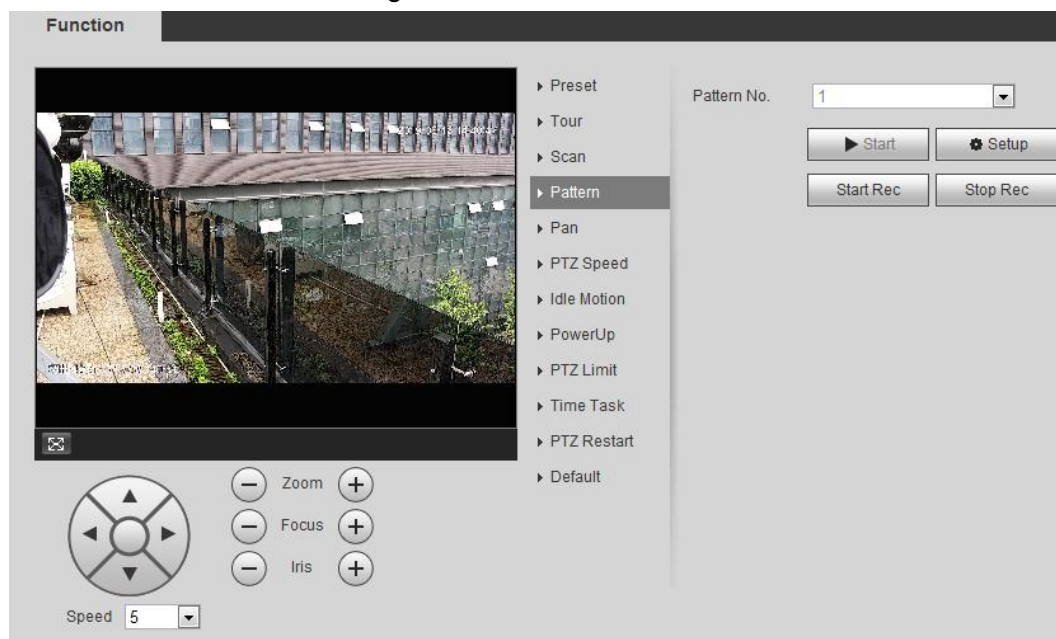 Function
Preset
Tour
Scan
Pattern
Pan
PTZ Speed
Idle Motion
PowerUp
PTZ Limit
Time Task
PTZ Restart
Default
Pattern No. 1
Start Setup
Start Rec Stop Rec
Zoom
Focus
Iris
Speed 5